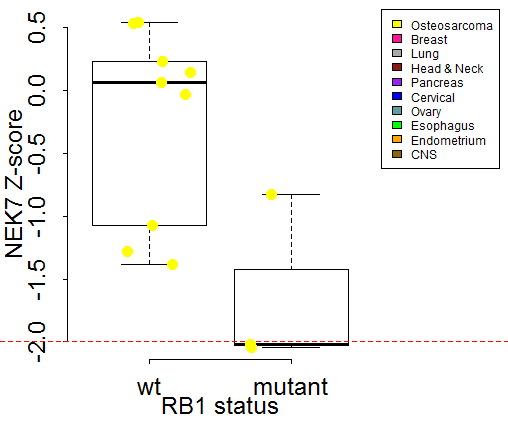 NEK7 Z-score
0.5
0.0
-0.5
-1.0
-1.5
-2.0
wt
mutant
RB1 status
Osteosarcoma
Breast
Lung
Head & Neck
Pancreas
Cervical
Ovary
Esophagus
Endometrium
CNS